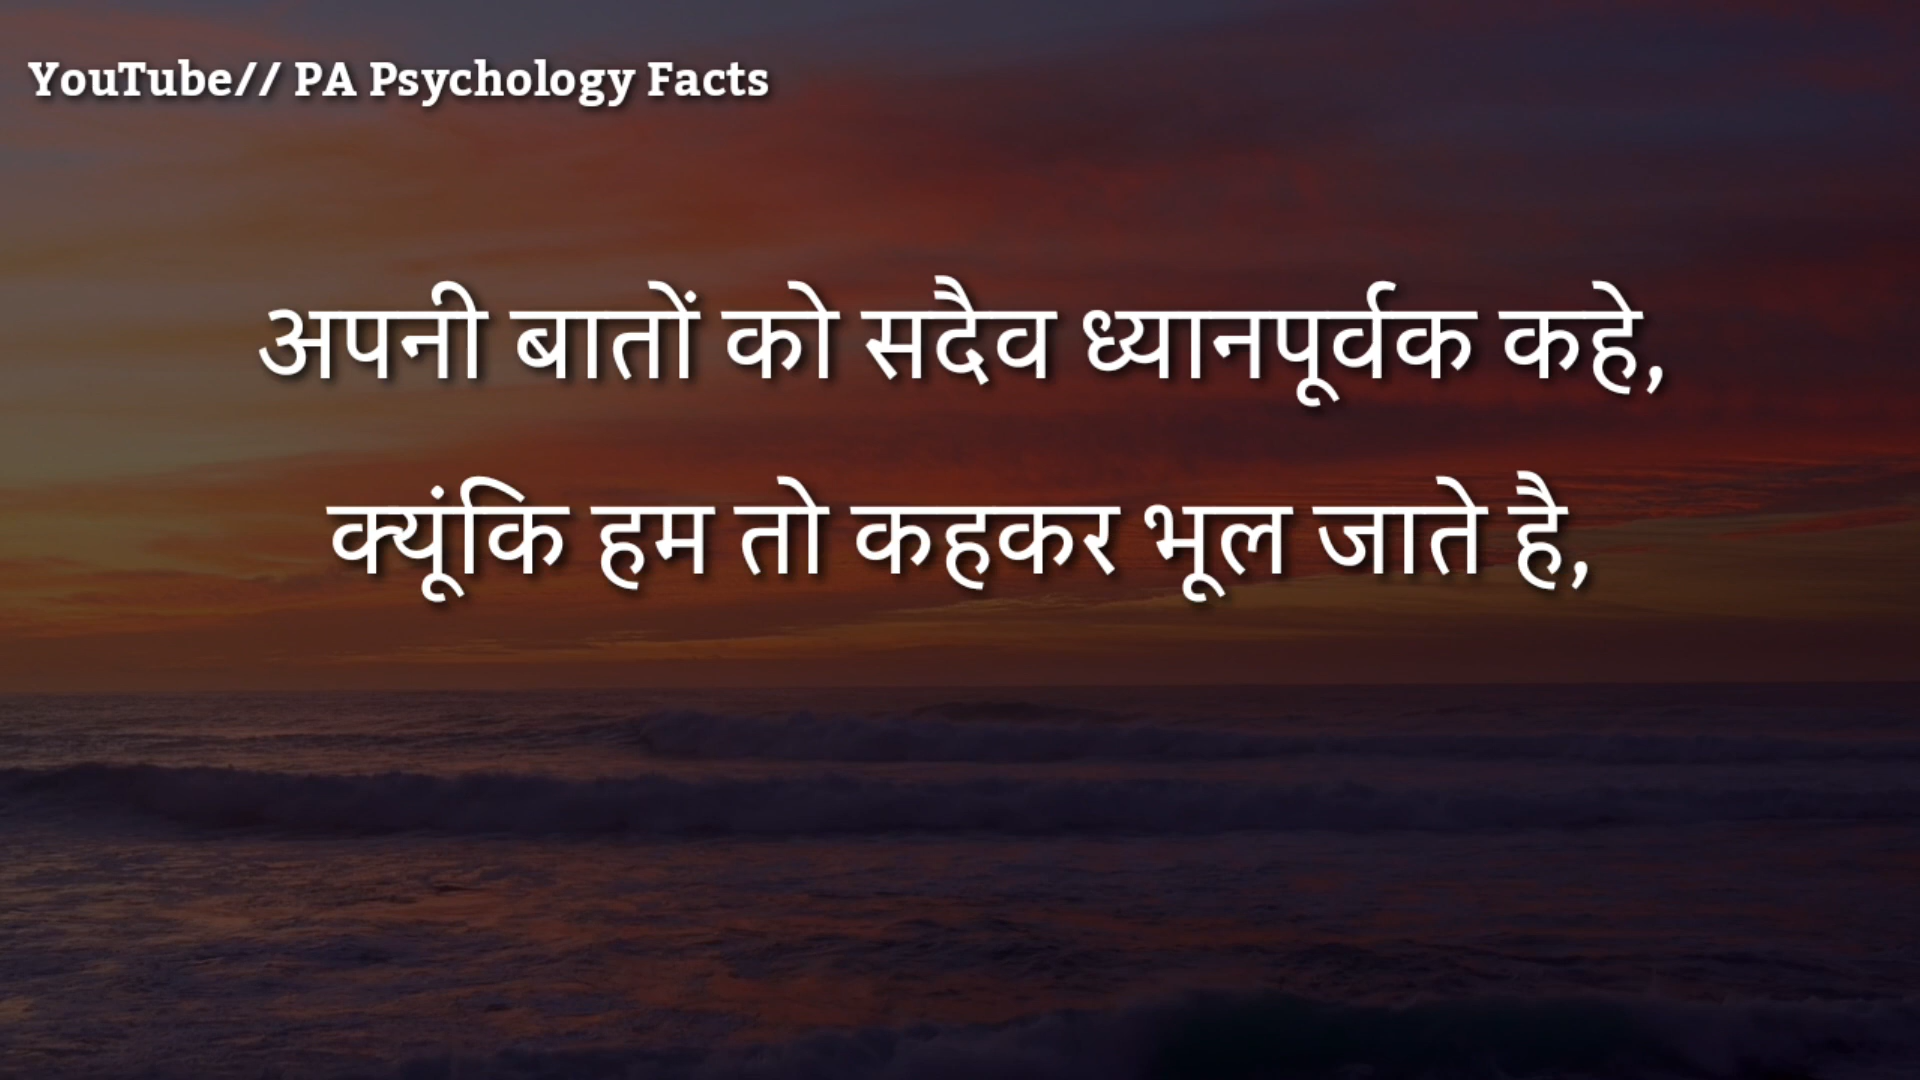 YouTube// PA Psychology Facts
अपनी बातों को सदैव ध्यानपूर्वक कहे,
क्यूंकि हम तो कहकर भूल जाते है,